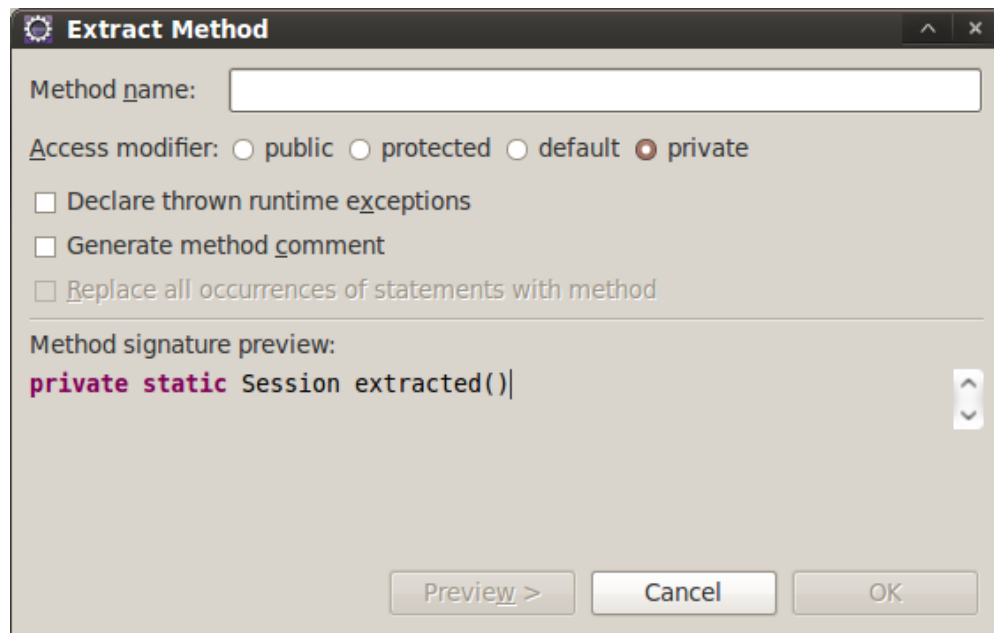 Extract Method
Method name:
Access modifier: public protected default private
Declare thrown runtime exceptions
Generate method comment
Replace all occurrences of statements with method
Method signature preview:
private static Session extracted()
Preview > Cancel OK